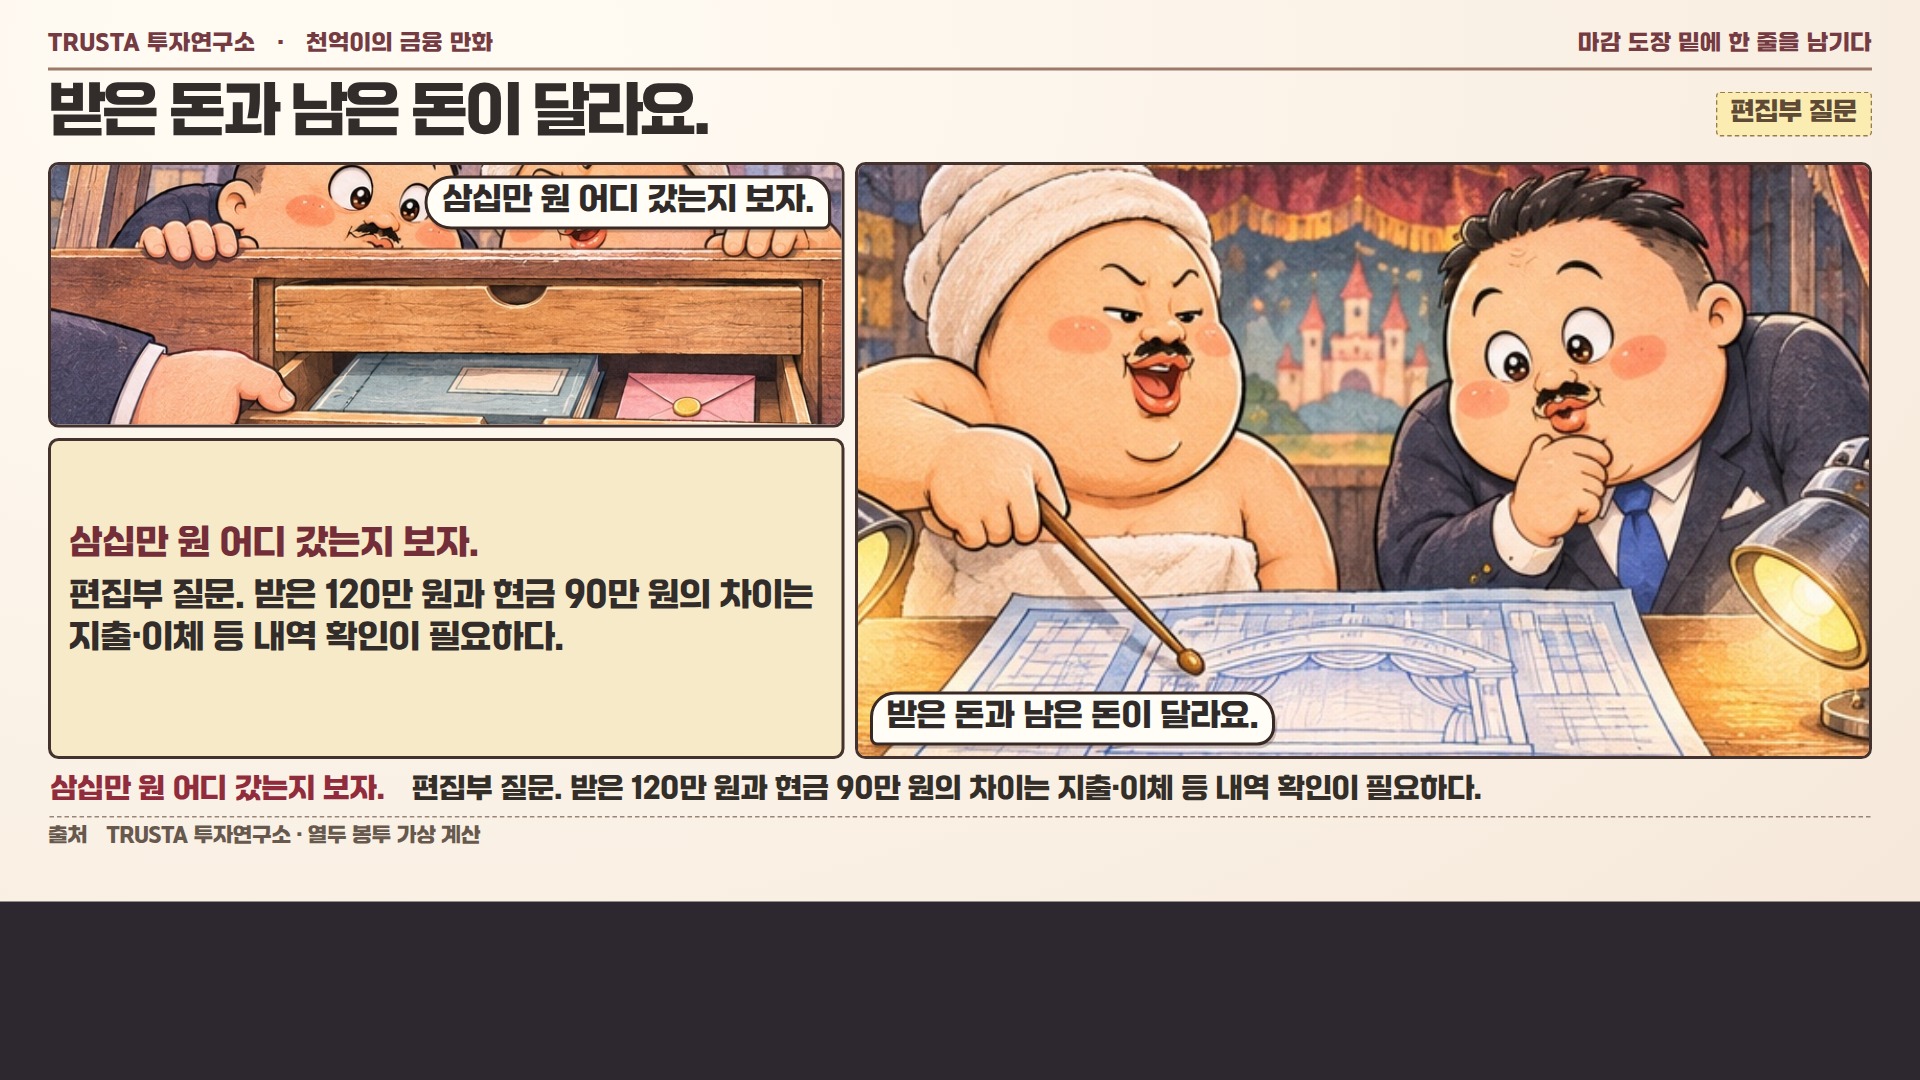 TRUSTA 투자연구소 · 천억이의 금융 만화
마감 도장 밑에 한 줄을 남기다
받은 돈과 남은 돈이 달라요.
편집부 질문
삼십만 원 어디 갔는지 보자.
삼십만 원 어디 갔는지 보자.
편집부 질문. 받은 120만 원과 현금 90만 원의 차이는
지출·이체 등 내역 확인이 필요하다.
받은 돈과 남은 돈이 달라요.
삼십만 원 어디 갔는지 보자. 편집부 질문. 받은 120만 원과 현금 90만 원의 차이는 지출·이체 등 내역 확인이 필요하다.
출처 TRUSTA 투자연구소 · 열두 봉투 가상 계산